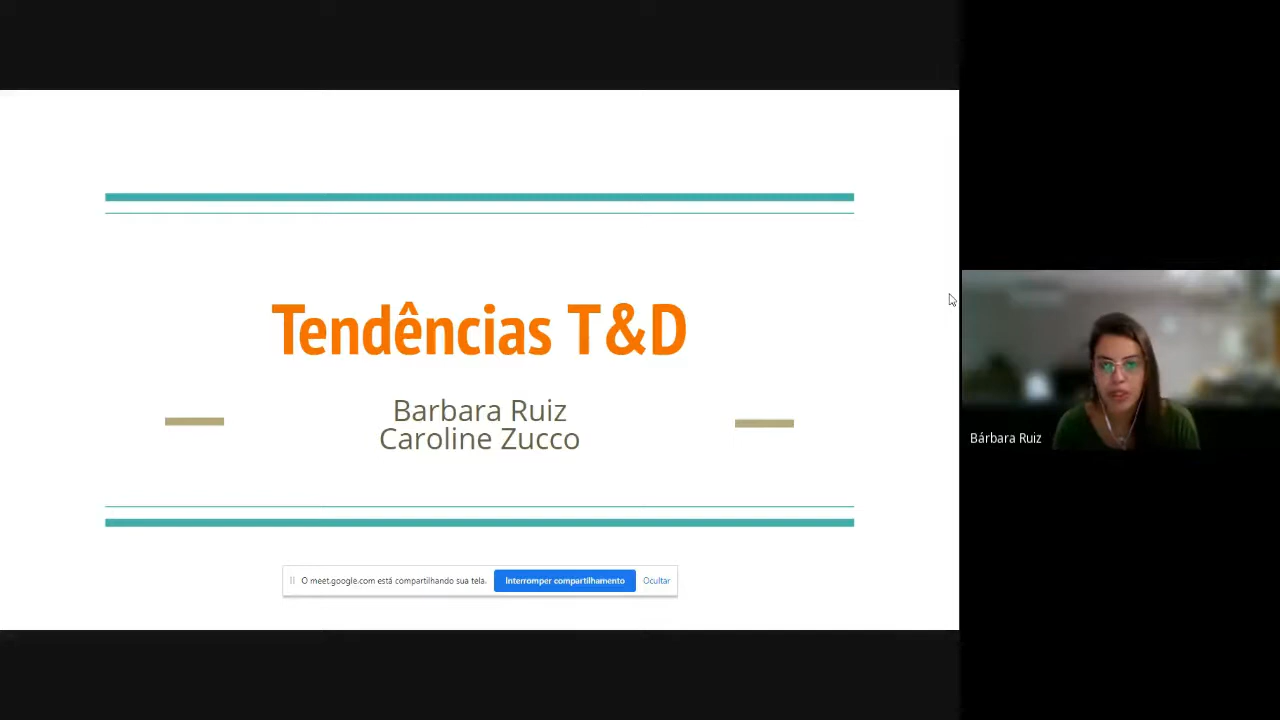 Tendências T&D
Barbara Ruiz
Caroline Zucco
O meet.google.com está compartilhando sua tela.
Interromper compartilhamento
Ocultar
Bárbara Ruiz